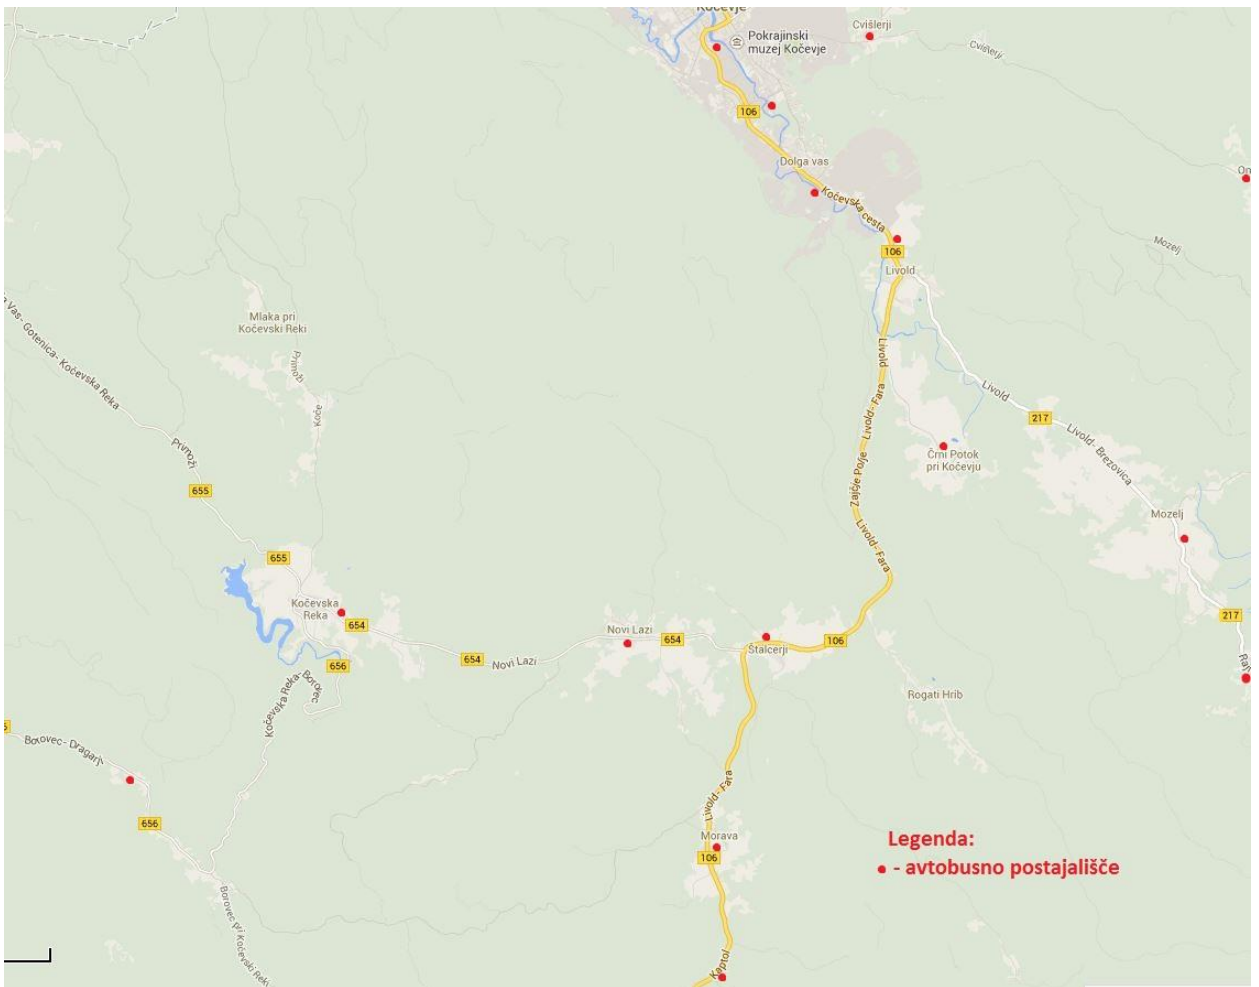 Kočevje
Cvišlerji
Pokrajinski
muzej Kočevje
Cvišlerji
106
Dolga vas
Kočevska cesta
Mozelj
106
Livold
a Vas- Gotenica- Kočevska Reka
Mlaka pri
Kočevski Reki
Primoži
Koče
Livold
Livold- Fara
Zajčje Polje
Livold- Fara
Livold
217
Livold- Brezovica
Črni Potok
pri Kočevju
Mozelj
217
Primoži
655
655
Kočevska
Reka
654
654
Novi Lazi
Novi Lazi
654
Štalcerji
106
656
Kočevska Reka-
Borovec
Rogati Hrib
Borovec- Dragarji
656
Livold- Fara
Morava
106
Borovec pri Kočevski Reki
Kaptol
Legenda:
- avtobusno postajališče